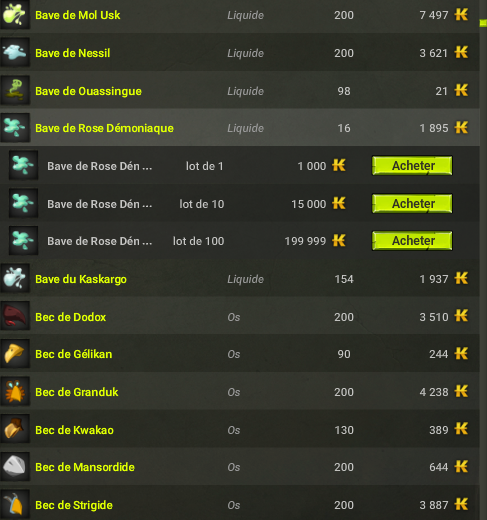 Bave de Mol Usk Liquide 200 7 497
Bave de Nessil Liquide 200 3 621
Bave de Ouassingue Liquide 98 21
Bave de Rose Démoniaque Liquide 16 1 895
Bave de Rose Dén ... lot de 1 1 000 Acheter
Bave de Rose Dén ... lot de 10 15 000 Acheter
Bave de Rose Dén ... lot de 100 199 999 Acheter
Bave du Kaskargo Liquide 154 1 937
Bec de Dodox Os 200 3 510
Bec de Gélikan Os 90 244
Bec de Granduk Os 200 4 238
Bec de Kwakao Os 130 389
Bec de Mansordide Os 200 644
Bec de Strigide Os 200 3 887